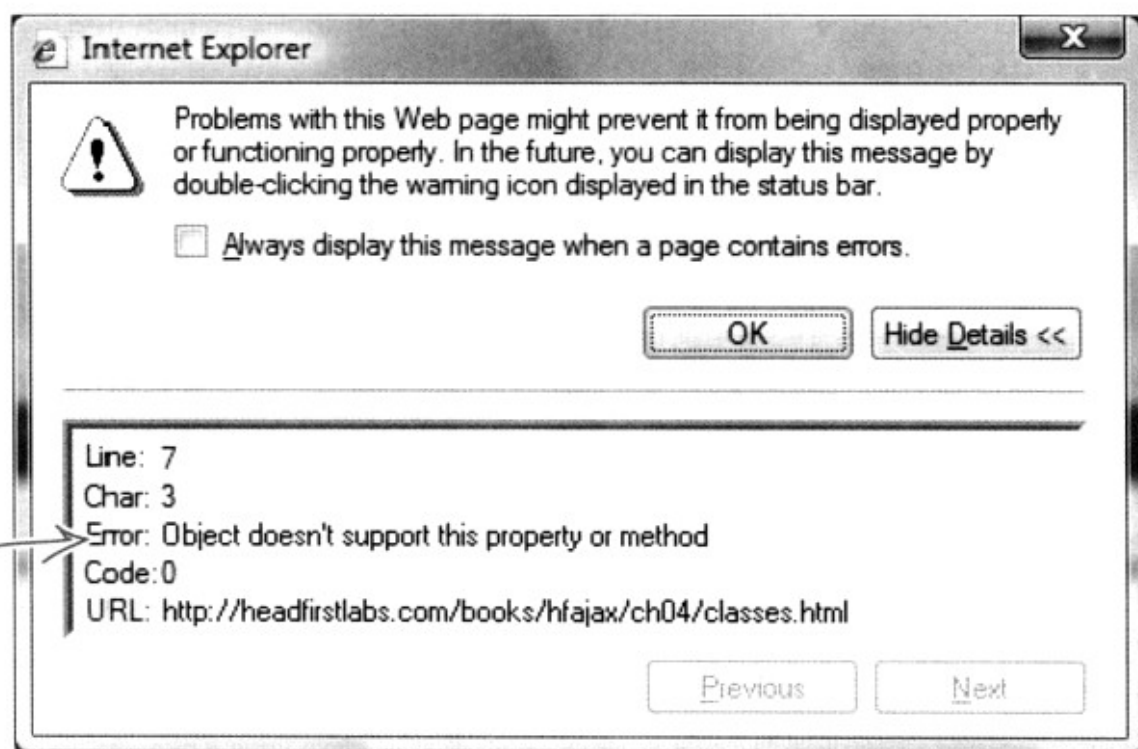 Internet Explorer
Problems with this Web page might prevent it from being displayed properly
or functioning properly. In the future, you can display this message by
double-clicking the warning icon displayed in the status bar.
Always display this message when a page contains errors.
OK
Hide Details <<
Line: 7
Char: 3
Error: Object doesn't support this property or method
Code:0
URL: http://headfirstlabs.com/books/hfajax/ch04/classes.html
Previous
Next